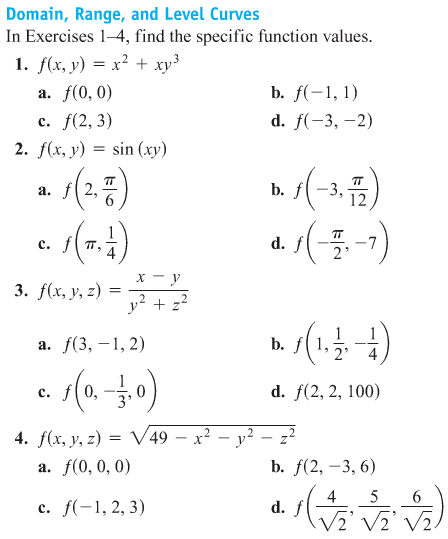 Domain, Range, and Level Curves
In Exercises 1–4, find the specific function values.
1. f(x, y) = x² + xy³
a. f(0, 0) b. f(−1, 1)
c. f(2, 3) d. f(−3, −2)
2. f(x, y) = sin (xy)
a. f(2, π/6) b. f(−3, π/12)
c. f(π, 1/4) d. f(−π/2, −7)
3. f(x, y, z) = (x − y)/(y² + z²)
a. f(3, −1, 2) b. f(1, 1/2, −1/4)
c. f(0, −1/3, 0) d. f(2, 2, 100)
4. f(x, y, z) = √(49 − x² − y² − z²)
a. f(0, 0, 0) b. f(2, −3, 6)
c. f(−1, 2, 3) d. f(4/√2, 5/√2, 6/√2)